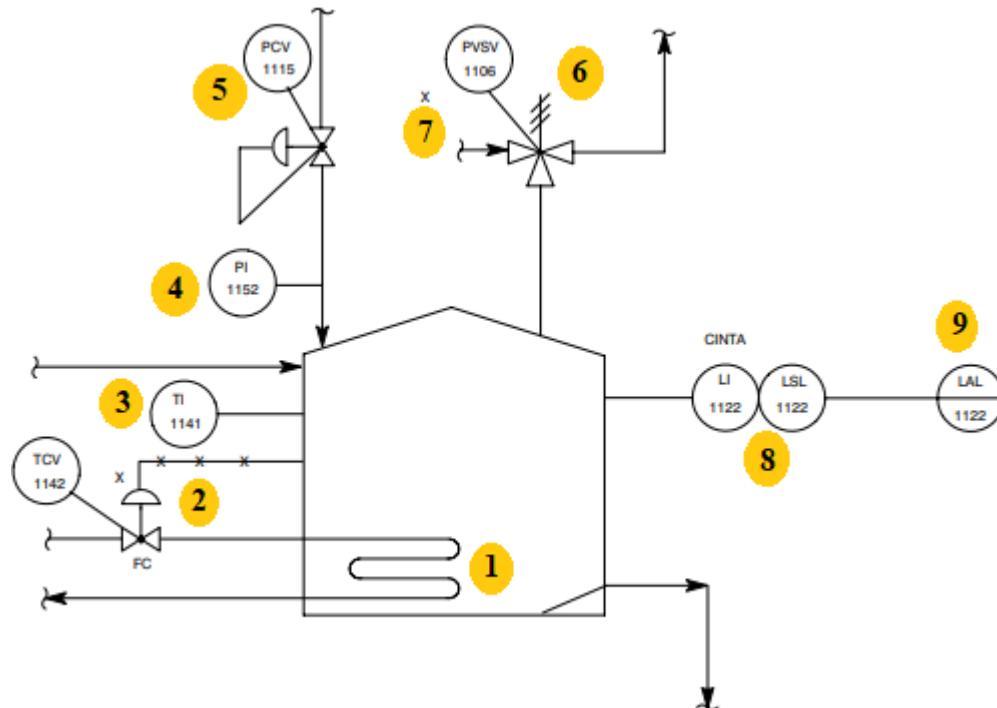 PCV
1115
5
PVSV
1106
6
X
7
PI
1152
4
CINTA
9
3
TI
1141
LI
1122
LSL
1122
LAL
1122
8
TCV
1142
X
X X X
2
FC
1